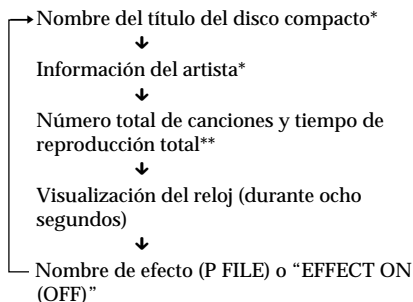 Nombre del título del disco compacto*
Información del artista*
Número total de canciones y tiempo de
reproducción total**
Visualización del reloj (durante ocho
segundos)
Nombre de efecto (P FILE) o “EFFECT ON
(OFF)”